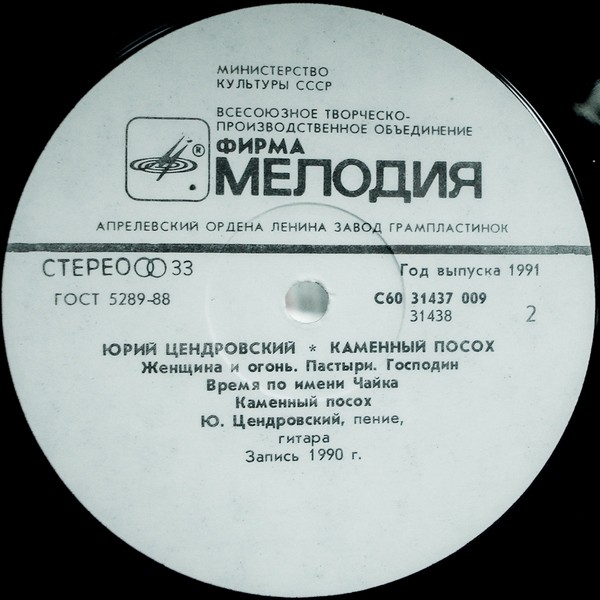 МИНИСТЕРСТВО
КУЛЬТУРЫ СССР
ВСЕСОЮЗНОЕ ТВОРЧЕСКО-
ПРОИЗВОДСТВЕННОЕ ОБЪЕДИНЕНИЕ
ФИРМА
®
МЕЛОДИЯ
АПРЕЛЕВСКИЙ ОРДЕНА ЛЕНИНА ЗАВОД ГРАМПЛАСТИНОК
СТЕРЕО 33
Год выпуска 1991
ГОСТ 5289-88
С60 31437 009
31438
2
ЮРИЙ ЦЕНДРОВСКИЙ * КАМЕННЫЙ ПОСОХ
Женщина и огонь. Пастыри. Господин
Время по имени Чайка
Каменный посох
Ю. Цендровский, пение,
гитара
Запись 1990 г.